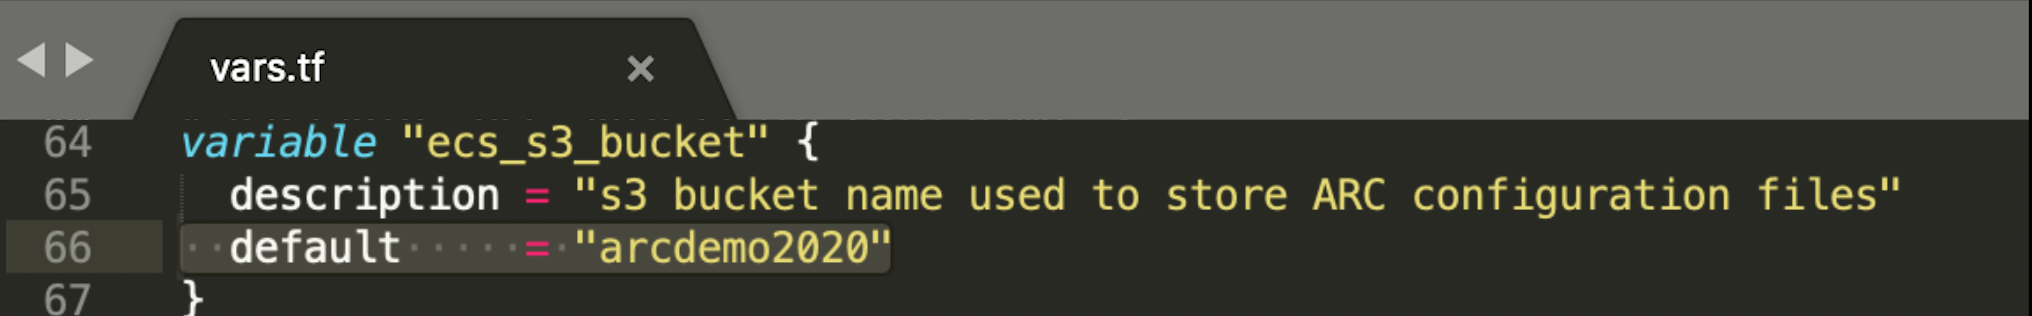 vars.tf
64 variable "ecs_s3_bucket" {
65   description = "s3 bucket name used to store ARC configuration files"
66   default     = "arcdemo2020"
67 }